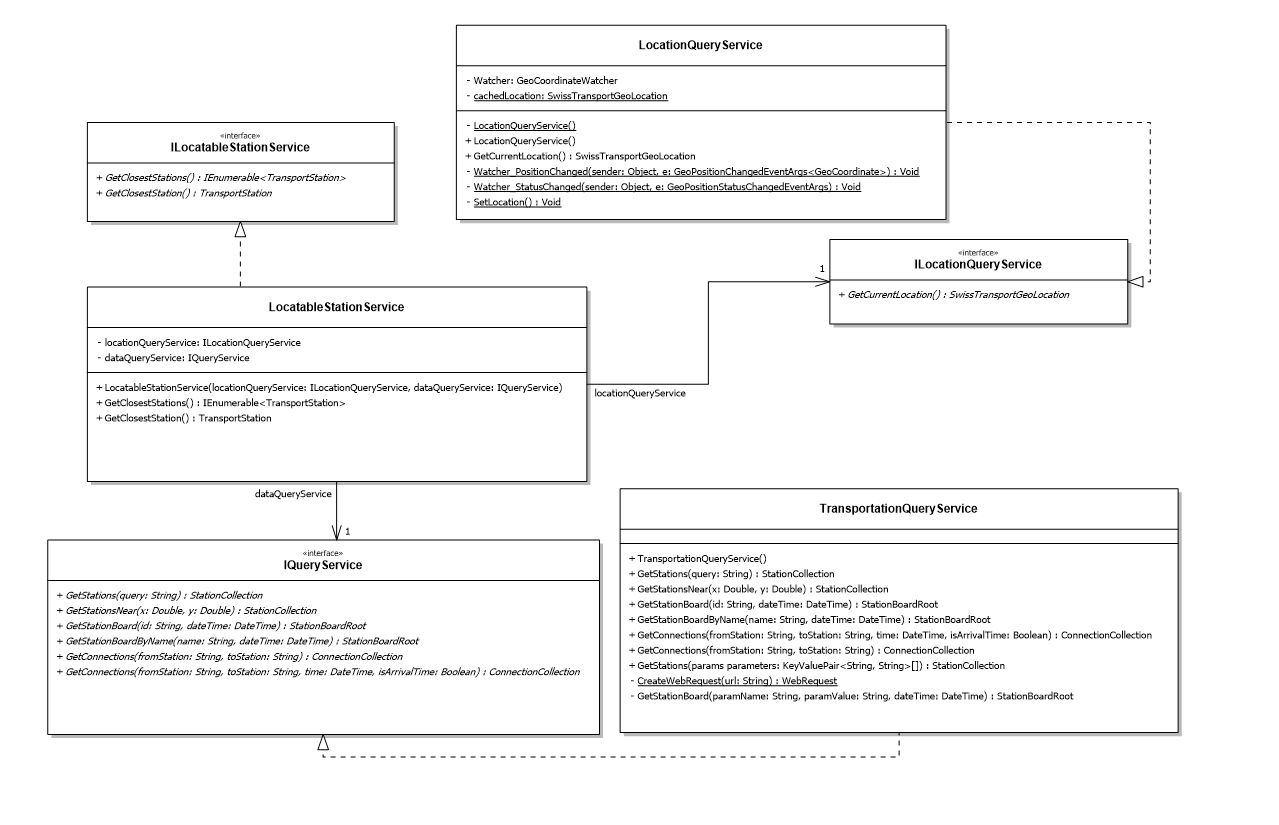 LocationQueryService
- Watcher: GeoCoordinateWatcher
- cachedLocation: SwissTransportGeoLocation
- LocationQueryService()
+ LocationQueryService()
+ GetCurrentLocation() : SwissTransportGeoLocation
- Watcher_PositionChanged(sender: Object, e: GeoPositionChangedEventArgs<GeoCoordinate>) : Void
- Watcher_StatusChanged(sender: Object, e: GeoPositionStatusChangedEventArgs) : Void
- SetLocation() : Void
«interface»
ILocatableStationService
+ GetClosestStations() : IEnumerable<TransportStation>
+ GetClosestStation() : TransportStation
«interface»
ILocationQueryService
+ GetCurrentLocation() : SwissTransportGeoLocation
1
LocatableStationService
- locationQueryService: ILocationQueryService
- dataQueryService: IQueryService
+ LocatableStationService(locationQueryService: ILocationQueryService, dataQueryService: IQueryService)
+ GetClosestStations() : IEnumerable<TransportStation>
+ GetClosestStation() : TransportStation
locationQueryService
dataQueryService
1
«interface»
IQueryService
+ GetStations(query: String) : StationCollection
+ GetStationsNear(x: Double, y: Double) : StationCollection
+ GetStationBoard(id: String, dateTime: DateTime) : StationBoardRoot
+ GetStationBoardByName(name: String, dateTime: DateTime) : StationBoardRoot
+ GetConnections(fromStation: String, toStation: String) : ConnectionCollection
+ GetConnections(fromStation: String, toStation: String, time: DateTime, isArrivalTime: Boolean) : ConnectionCollection
TransportationQueryService
+ TransportationQueryService()
+ GetStations(query: String) : StationCollection
+ GetStationsNear(x: Double, y: Double) : StationCollection
+ GetStationBoard(id: String, dateTime: DateTime) : StationBoardRoot
+ GetStationBoardByName(name: String, dateTime: DateTime) : StationBoardRoot
+ GetConnections(fromStation: String, toStation: String, time: DateTime, isArrivalTime: Boolean) : ConnectionCollection
+ GetConnections(fromStation: String, toStation: String) : ConnectionCollection
+ GetStations(params parameters: KeyValuePair<String, String>[]) : StationCollection
- CreateWebRequest(url: String) : WebRequest
- GetStationBoard(paramName: String, paramValue: String, dateTime: DateTime) : StationBoardRoot